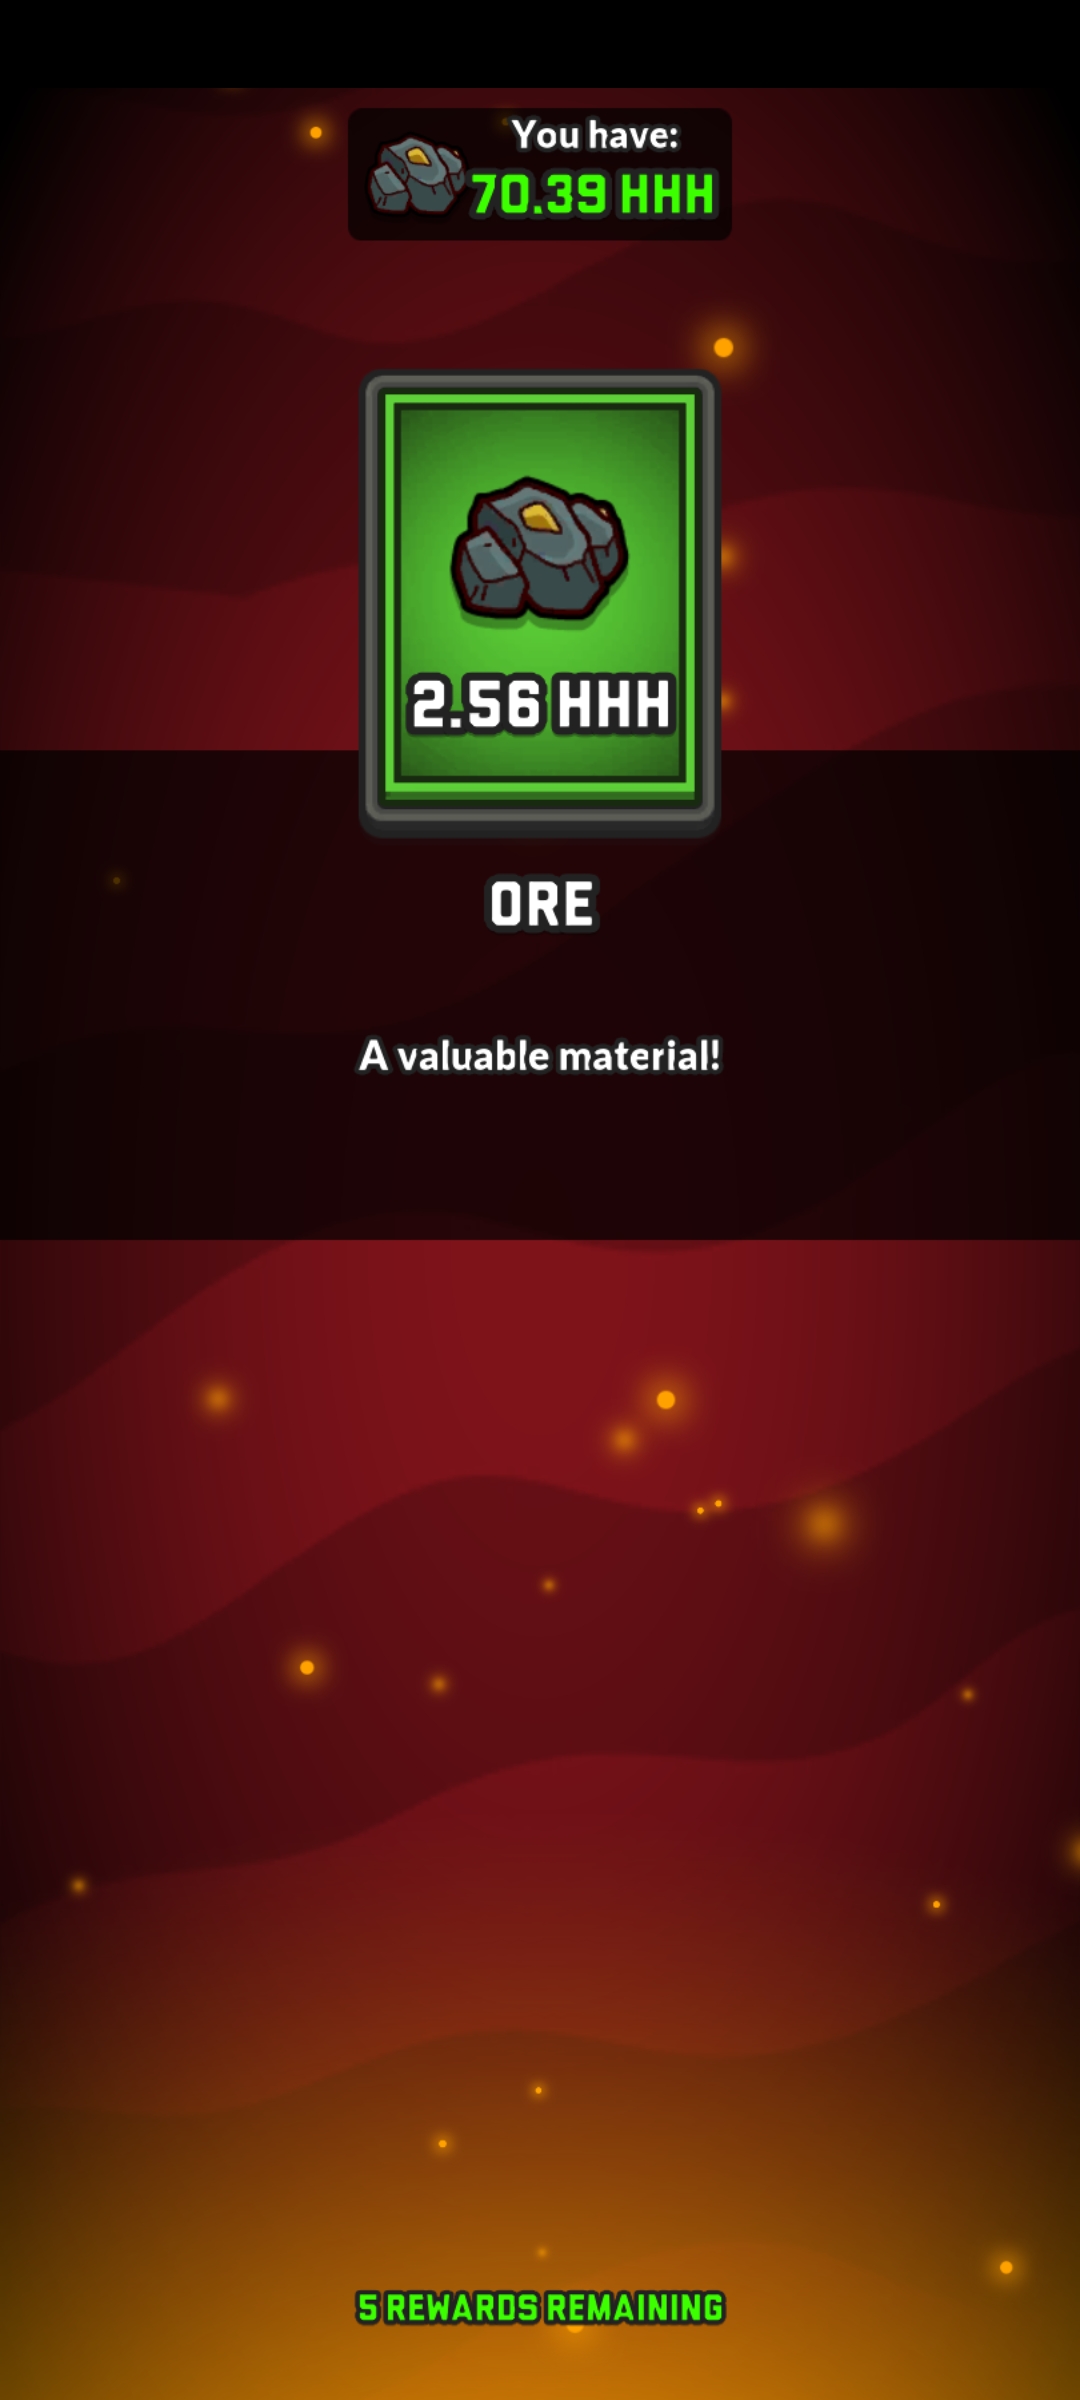 You have:
70.39 HHH
2.56 HHH
ORE
A valuable material!
5 REWARDS REMAINING